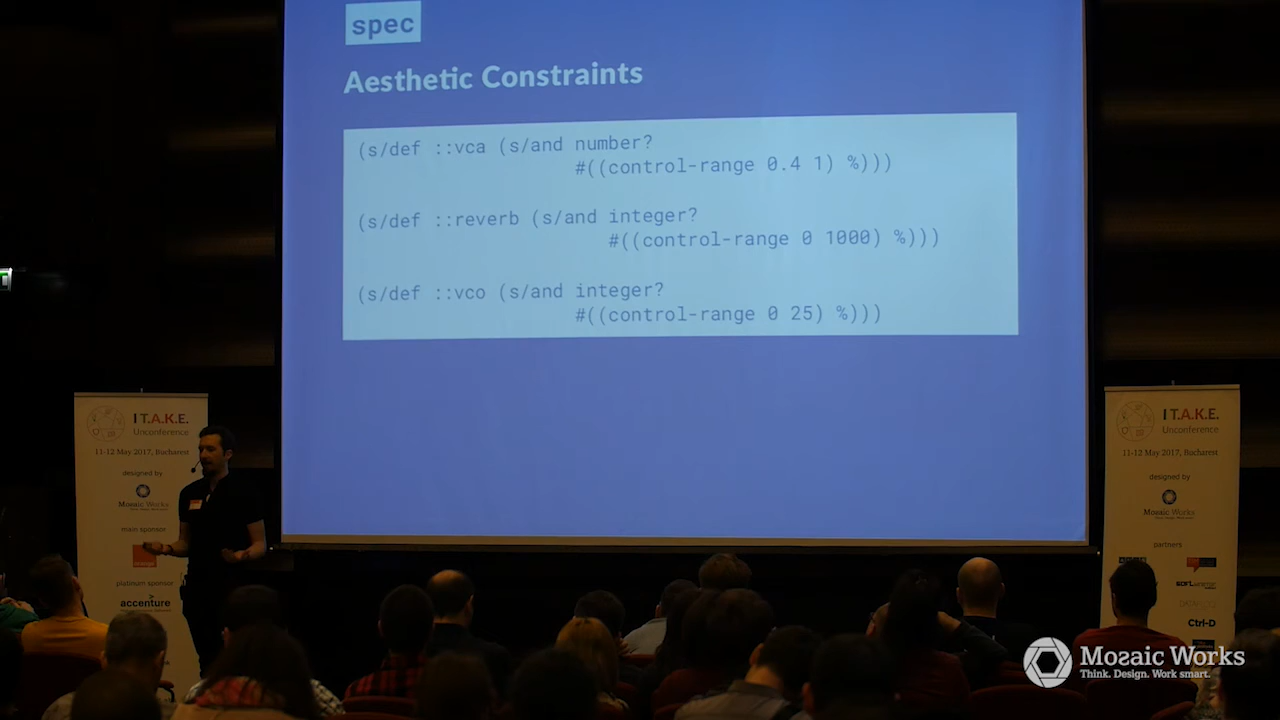 spec
Aesthetic Constraints
(s/def ::vca (s/and number?
#((control-range 0.4 1) %)))
(s/def ::reverb (s/and integer?
#((control-range 0 1000) %)))
(s/def ::vco (s/and integer?
#((control-range 0 25) %)))
I T.A.K.E.
Unconference
11-12 May 2017, Bucharest
designed by
Mosaic Works
main sponsor
platinum sponsor
accenture
I T.A.K.E.
Unconference
11-12 May 2017, Bucharest
designed by
Mosaic Works
partners
Ctrl-D
Mozaic Works
Think. Design. Work smart.